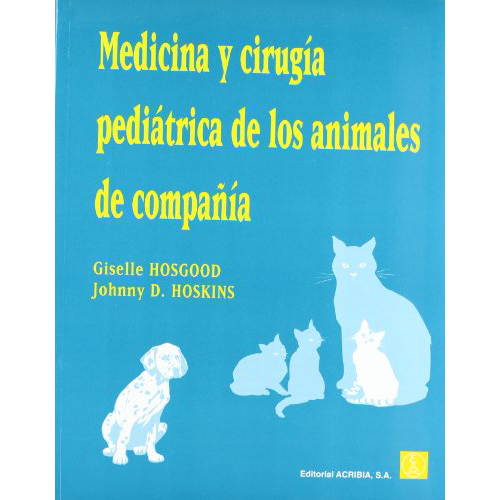 Medicina y cirugía
pediátrica de los animales
de compañía
Giselle HOSGOOD
Johnny D. HOSKINS
Editorial ACRIBIA, S.A.